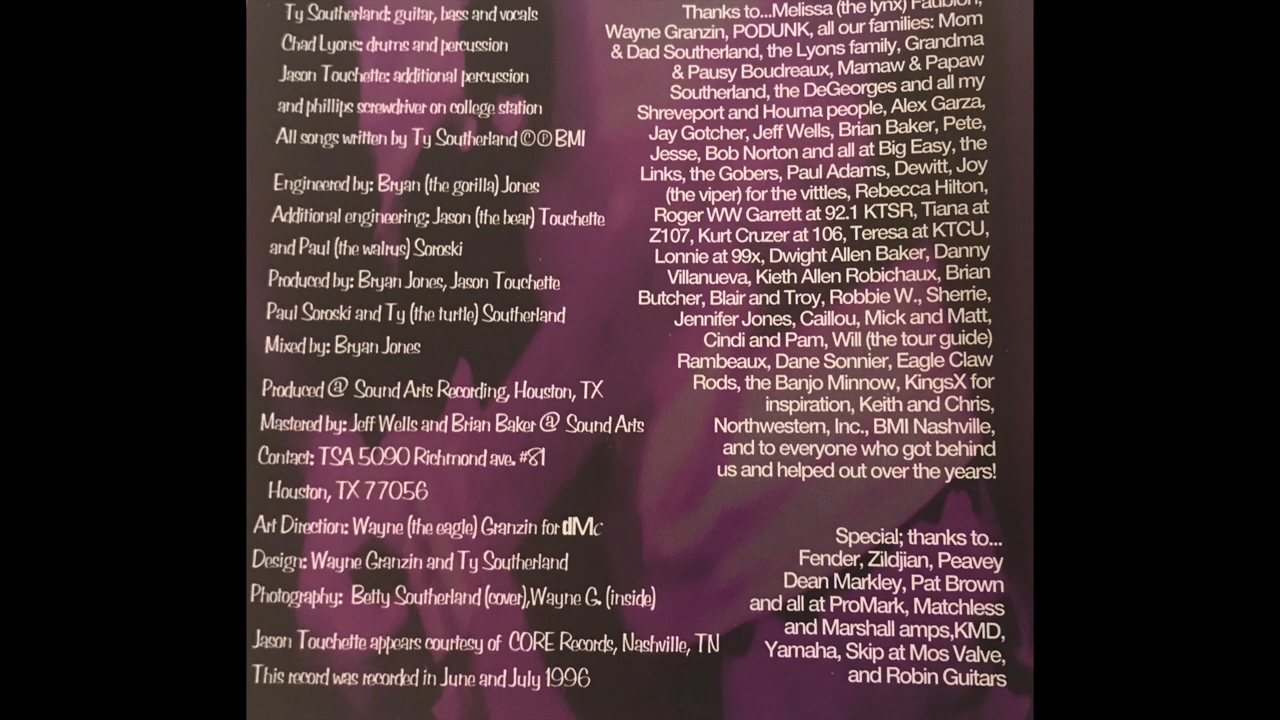 Ty Southerland: guitar, bass and vocals
Chad Lyons: drums and percussion
Jason Touchette: additional percussion
and phillips screwdriver on college station
All songs written by Ty Southerland ©℗ BMI
Engineered by: Bryan (the gorilla) Jones
Additional engineering: Jason (the bear) Touchette
and Paul (the walrus) Soroski
Produced by: Bryan Jones, Jason Touchette
Paul Soroski and Ty (the turtle) Southerland
Mixed by: Bryan Jones
Produced @ Sound Arts Recording, Houston, TX
Mastered by: Jeff Wells and Brian Baker @ Sound Arts
Contact: TSA 5090 Richmond ave. #81
Houston, TX 77056
Art Direction: Wayne (the eagle) Granzin for dMc
Design: Wayne Granzin and Ty Southerland
Photography: Betty Southerland (cover),Wayne G. (inside)
Jason Touchette appears courtesy of CORE Records, Nashville, TN
This record was recorded in June and July 1996
Thanks to...Melissa (the lynx) Faubion,
Wayne Granzin, PODUNK, all our families: Mom
& Dad Southerland, the Lyons family, Grandma
& Pausy Boudreaux, Mamaw & Papaw
Southerland, the DeGeorges and all my
Shreveport and Houma people, Alex Garza,
Jay Gotcher, Jeff Wells, Brian Baker, Pete,
Jesse, Bob Norton and all at Big Easy, the
Links, the Gobers, Paul Adams, Dewitt, Joy
(the viper) for the vittles, Rebecca Hilton,
Roger WW Garrett at 92.1 KTSR, Tiana at
Z107, Kurt Cruzer at 106, Teresa at KTCU,
Lonnie at 99x, Dwight Allen Baker, Danny
Villanueva, Kieth Allen Robichaux, Brian
Butcher, Blair and Troy, Robbie W., Sherrie,
Jennifer Jones, Caillou, Mick and Matt,
Cindi and Pam, Will (the tour guide)
Rambeaux, Dane Sonnier, Eagle Claw
Rods, the Banjo Minnow, KingsX for
inspiration, Keith and Chris,
Northwestern, Inc., BMI Nashville,
and to everyone who got behind
us and helped out over the years!
Special; thanks to...
Fender, Zildjian, Peavey
Dean Markley, Pat Brown
and all at ProMark, Matchless
and Marshall amps,KMD,
Yamaha, Skip at Mos Valve,
and Robin Guitars